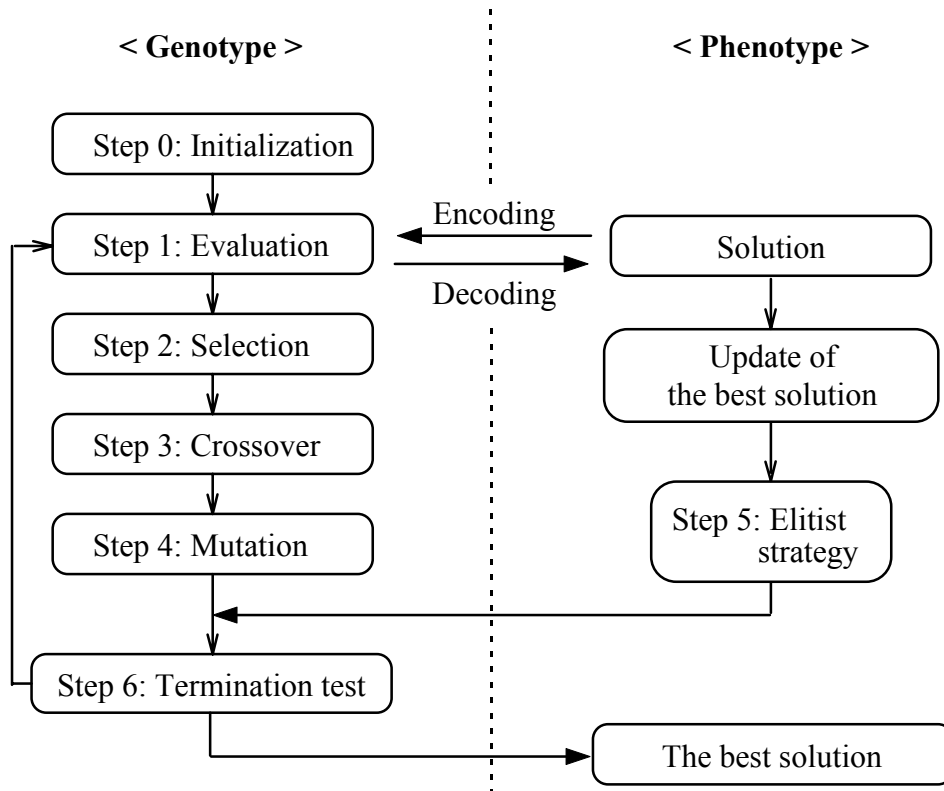 < Genotype >
< Phenotype >
Step 0: Initialization
Step 1: Evaluation
Encoding
Decoding
Solution
Step 2: Selection
Update of
the best solution
Step 3: Crossover
Step 4: Mutation
Step 5: Elitist
strategy
Step 6: Termination test
The best solution